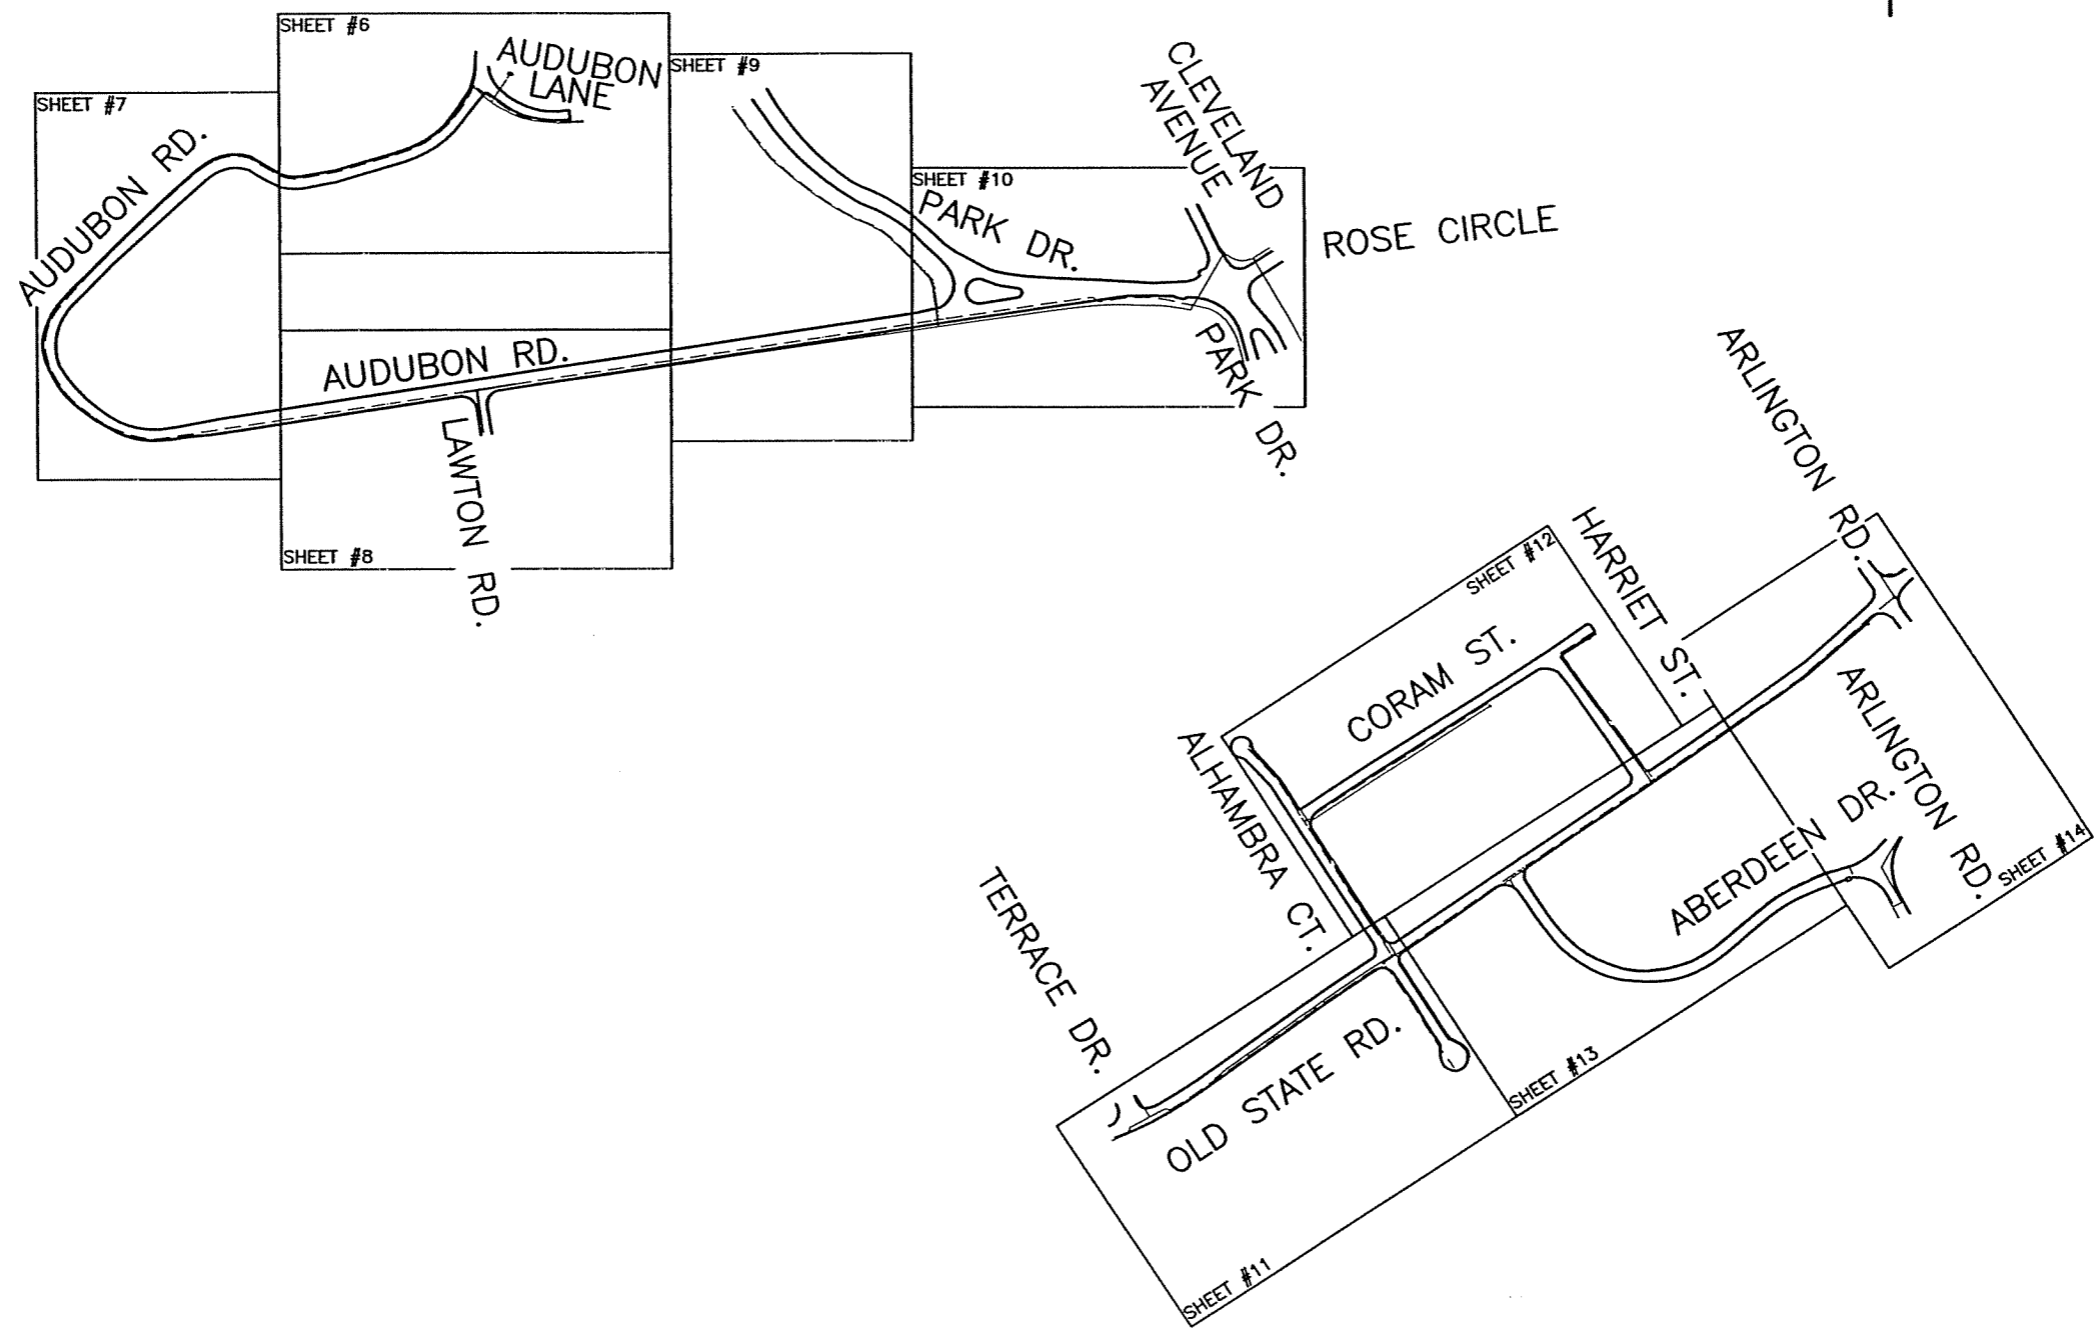 SHEET #6
AUDUBON
LANE
SHEET #9
SHEET #7
AUDUBON RD.
CLEVELAND
AVENUE
SHEET #10
PARK DR.
ROSE CIRCLE
AUDUBON RD.
PARK DR.
LAWTON RD.
SHEET #8
ARLINGTON RD.
SHEET #12
HARRIET ST.
CORAM ST.
ALHAMBRA CT.
ARLINGTON RD.
ABERDEEN DR.
SHEET #14
TERRACE DR.
OLD STATE RD.
SHEET #13
SHEET #11